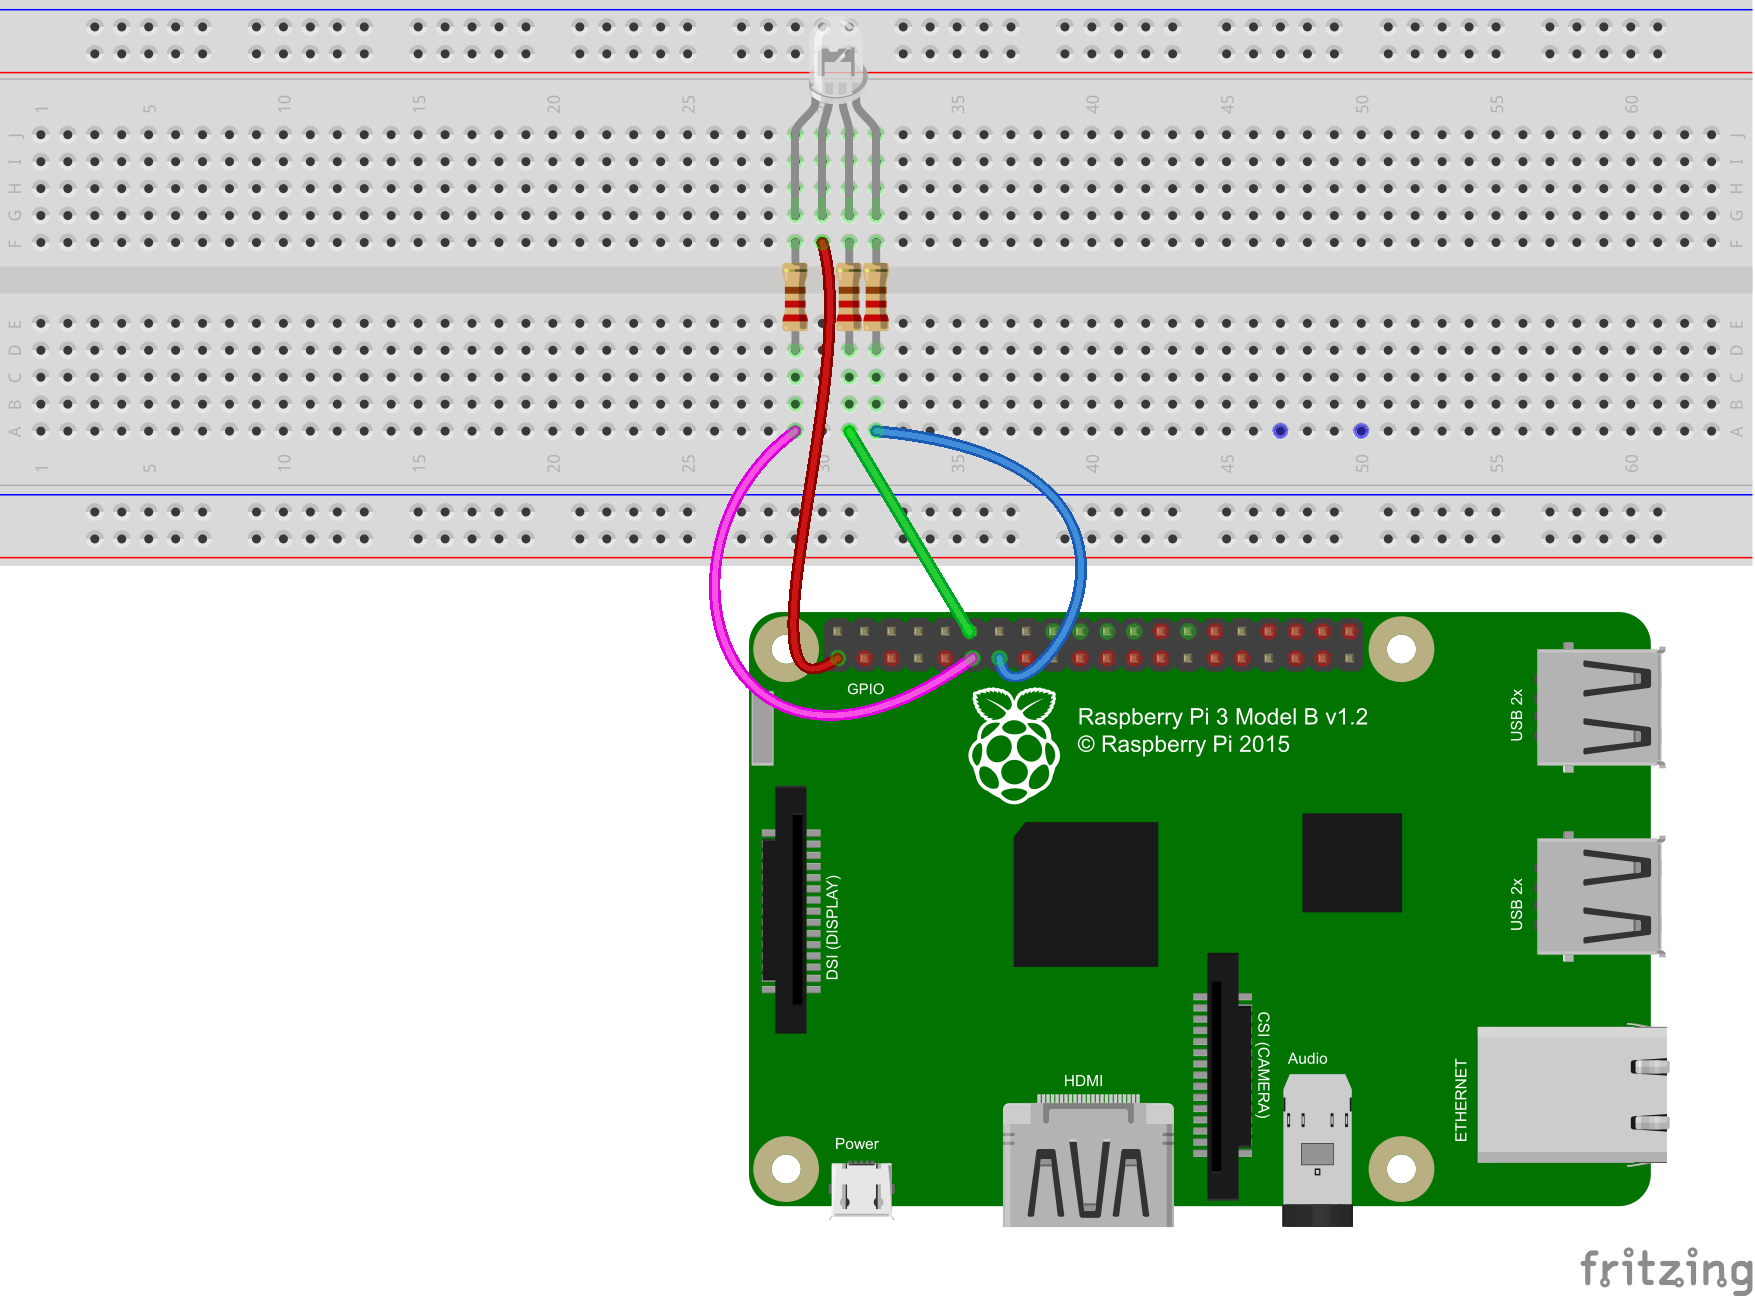 1 5 10 15 20 25 30 35 40 45 50 55 60
J J
I I
H H
G G
F F
E E
D D
C C
B B
A A
1 5 10 15 20 25 30 35 40 45 50 55 60
GPIO
Raspberry Pi 3 Model B v1.2
© Raspberry Pi 2015
USB 2x
DSI (DISPLAY)
USB 2x
CSI (CAMERA)
Audio
ETHERNET
HDMI
Power
fritzing